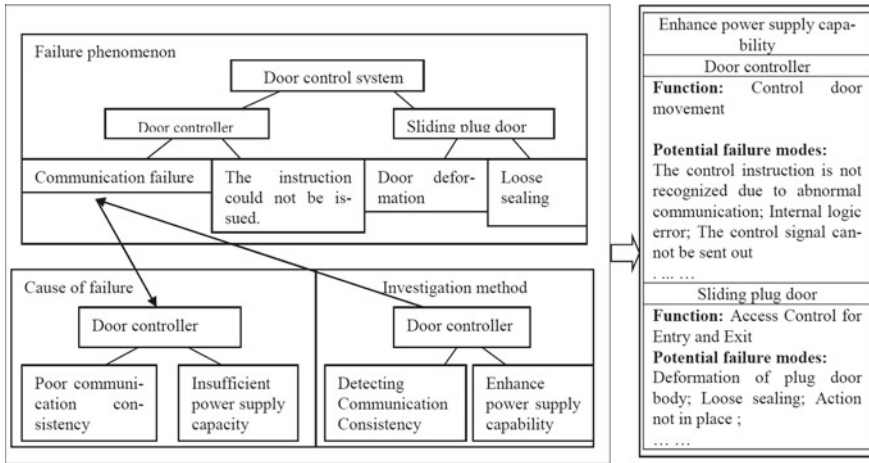 Failure phenomenon
Door control system
Door controller
Sliding plug door
Communication failure
The instruction
could not be is-
sued.
Door defor-
mation
Loose
sealing
Cause of failure
Door controller
Poor communi-
cation con-
sistency
Insufficient
power supply
capacity
Investigation method
Door controller
Detecting
Communication
Consistency
Enhance
power supply
capability
Enhance power supply capa-
bility
Door controller
Function: Control door
movement
Potential failure modes:
The control instruction is not
recognized due to abnormal
communication; Internal logic
error; The control signal can-
not be sent out
. ... …
Sliding plug door
Function: Access Control for
Entry and Exit
Potential failure modes:
Deformation of plug door
body; Loose sealing; Action
not in place ;
… …